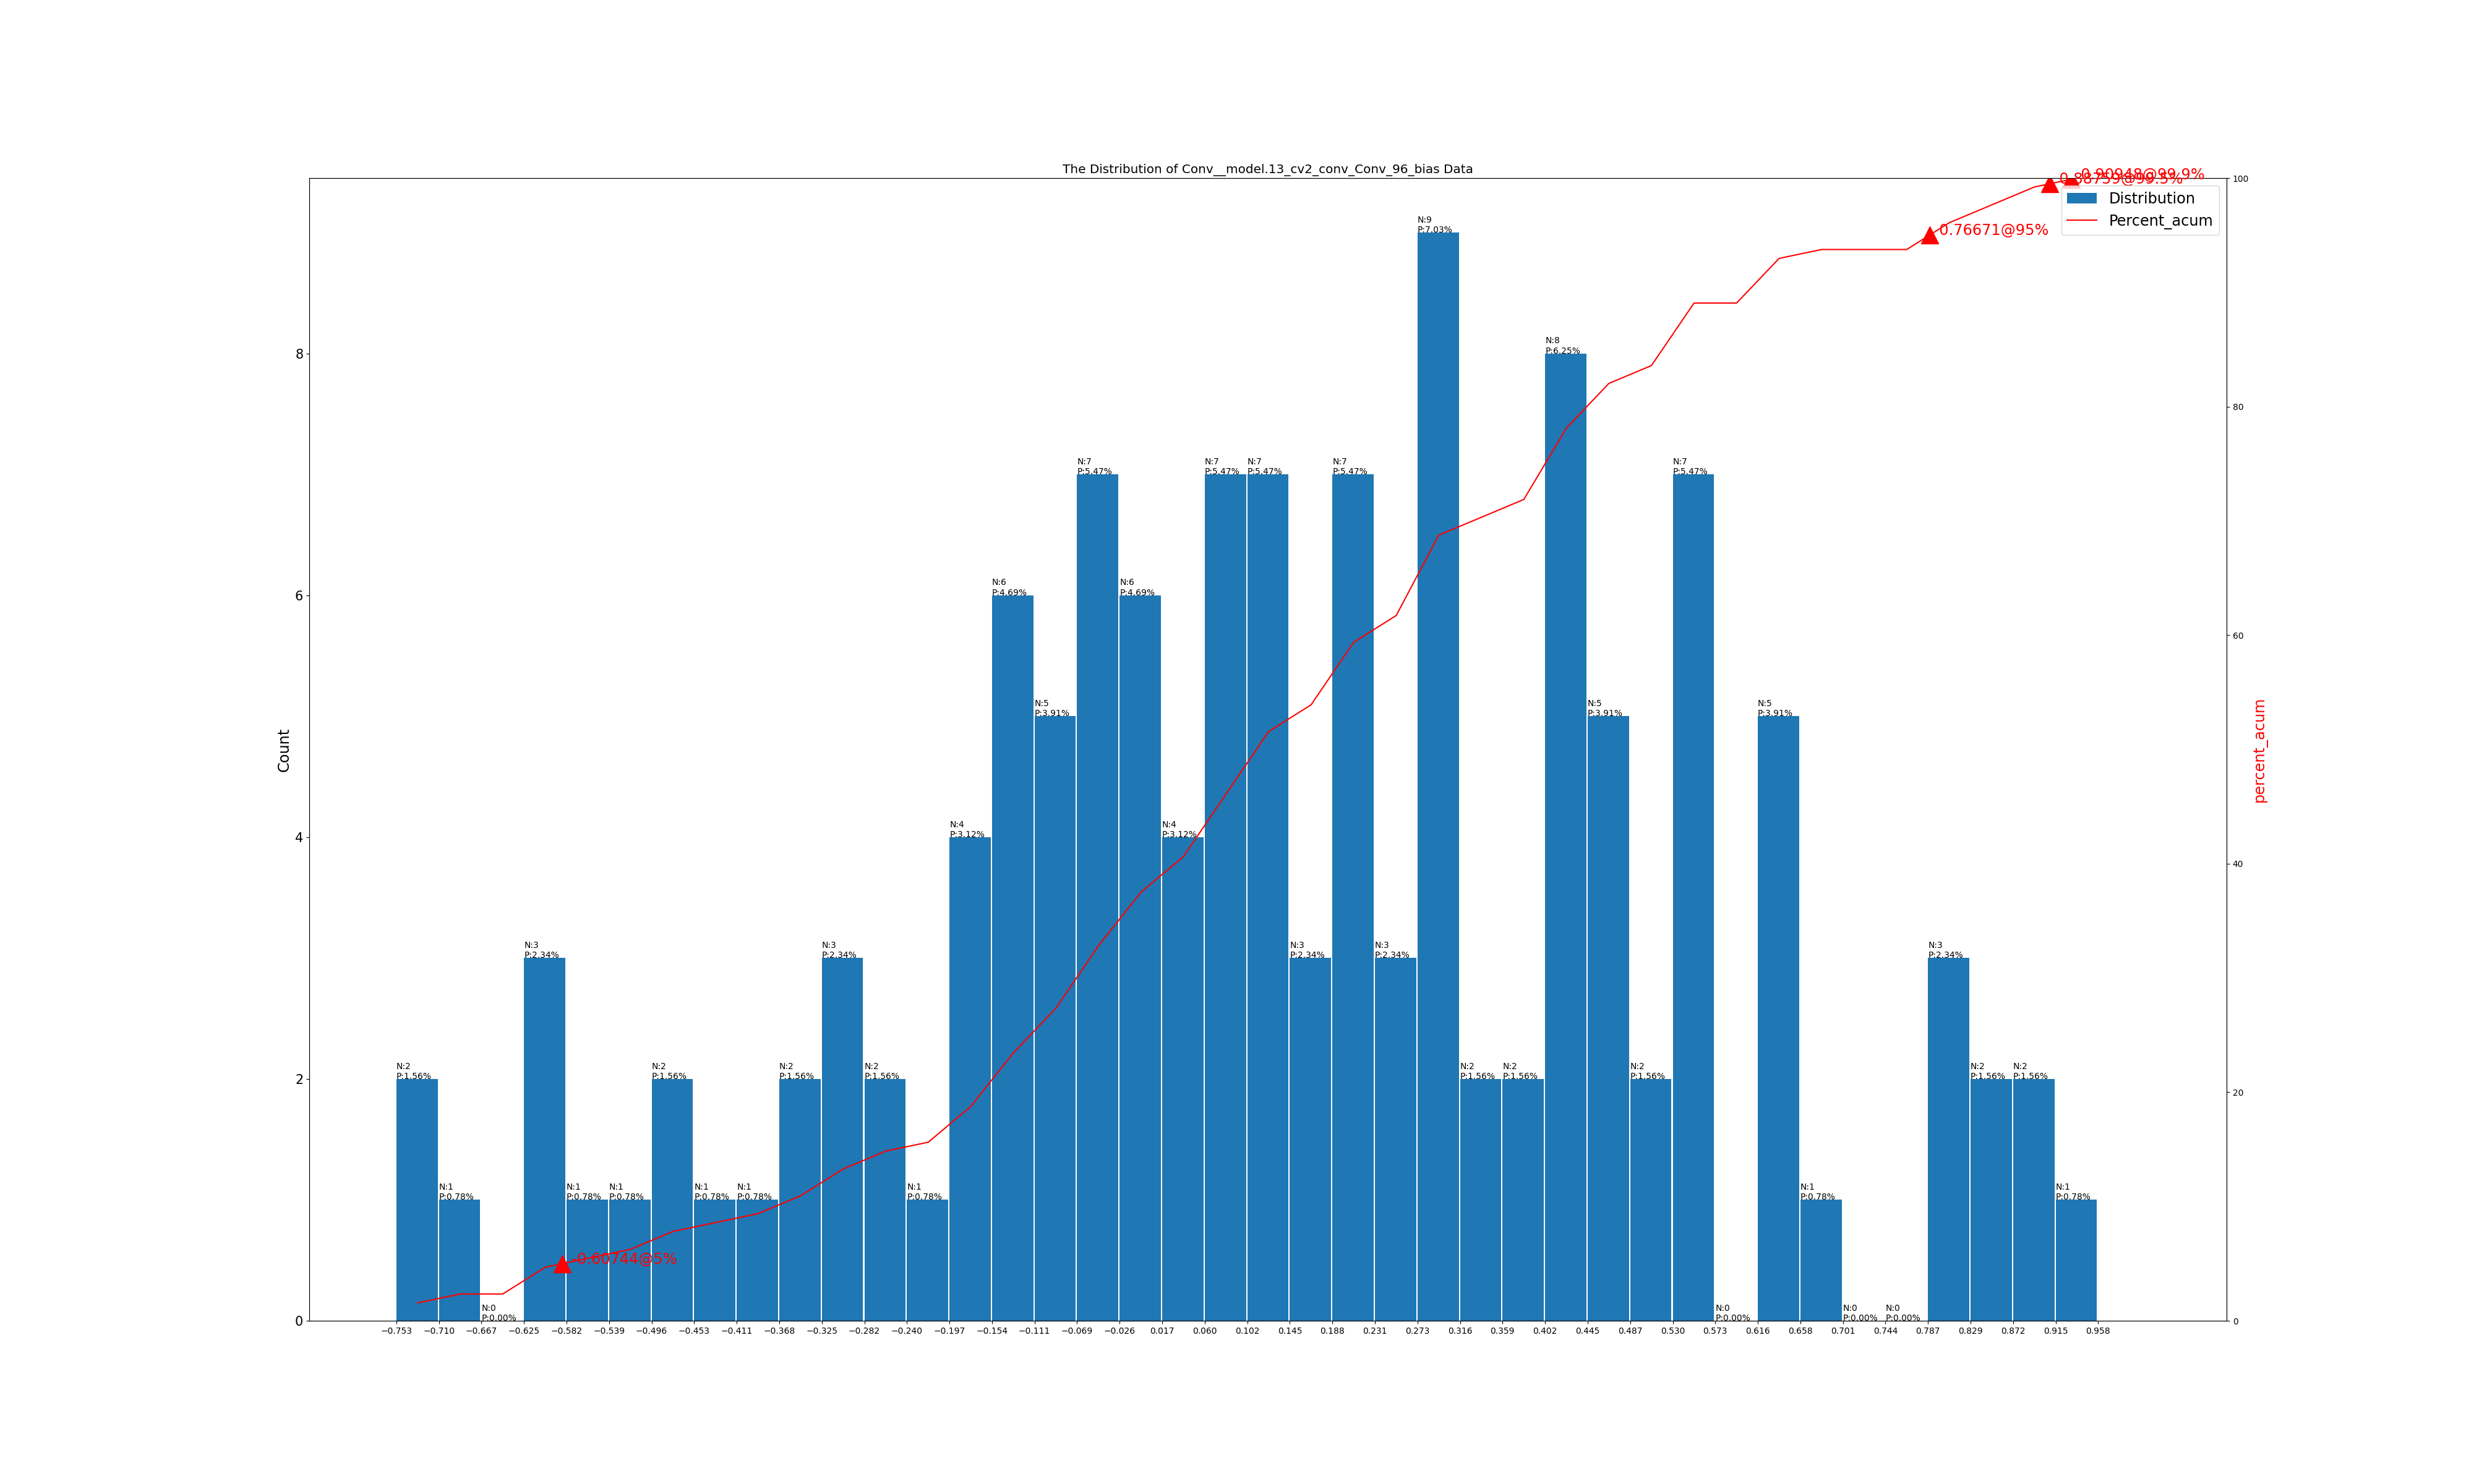 The Distribution of Conv__model.13_cv2_conv_Conv_96_bias Data
0.90948@99.9%
0.88759@99.5%
Distribution
Percent_acum
0.76671@95%
-0.60744@5%
Count
0
2
4
6
8
percent_acum
0
20
40
60
80
100
N:2
P:1.56%
N:1
P:0.78%
N:0
P:0.00%
N:3
P:2.34%
N:1
P:0.78%
N:1
P:0.78%
N:2
P:1.56%
N:1
P:0.78%
N:1
P:0.78%
N:2
P:1.56%
N:3
P:2.34%
N:2
P:1.56%
N:1
P:0.78%
N:4
P:3.12%
N:6
P:4.69%
N:5
P:3.91%
N:7
P:5.47%
N:6
P:4.69%
N:4
P:3.12%
N:7
P:5.47%
N:7
P:5.47%
N:3
P:2.34%
N:7
P:5.47%
N:3
P:2.34%
N:9
P:7.03%
N:2
P:1.56%
N:2
P:1.56%
N:8
P:6.25%
N:5
P:3.91%
N:2
P:1.56%
N:7
P:5.47%
N:0
P:0.00%
N:5
P:3.91%
N:1
P:0.78%
N:0
P:0.00%
N:0
P:0.00%
N:3
P:2.34%
N:2
P:1.56%
N:2
P:1.56%
N:1
P:0.78%
−0.753 −0.710 −0.667 −0.625 −0.582 −0.539 −0.496 −0.453 −0.411 −0.368 −0.325 −0.282 −0.240 −0.197 −0.154 −0.111 −0.069 −0.026 0.017 0.060 0.102 0.145 0.188 0.231 0.273 0.316 0.359 0.402 0.445 0.487 0.530 0.573 0.616 0.658 0.701 0.744 0.787 0.829 0.872 0.915 0.958